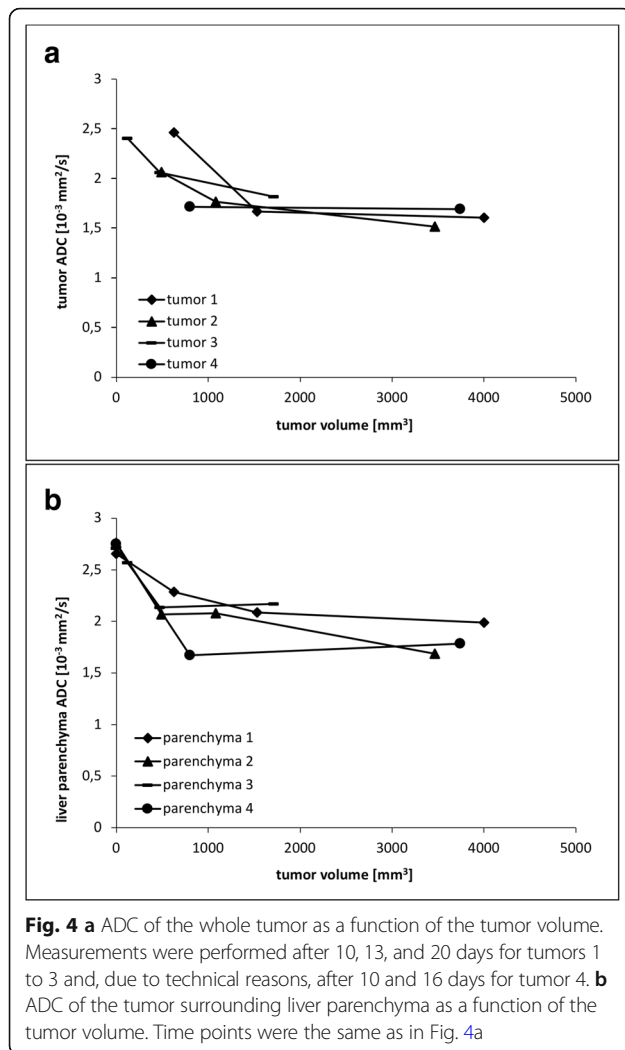 a
3
2,5
2
1,5
1
0,5
0
tumor ADC [10⁻³ mm²/s]
tumor 1
tumor 2
tumor 3
tumor 4
0 1000 2000 3000 4000 5000
tumor volume [mm³]
b
3
2,5
2
1,5
1
0,5
0
liver parenchyma ADC [10⁻³ mm²/s]
parenchyma 1
parenchyma 2
parenchyma 3
parenchyma 4
0 1000 2000 3000 4000 5000
tumor volume [mm³]
Fig. 4 a ADC of the whole tumor as a function of the tumor volume.
Measurements were performed after 10, 13, and 20 days for tumors 1
to 3 and, due to technical reasons, after 10 and 16 days for tumor 4. b
ADC of the tumor surrounding liver parenchyma as a function of the
tumor volume. Time points were the same as in Fig. 4a